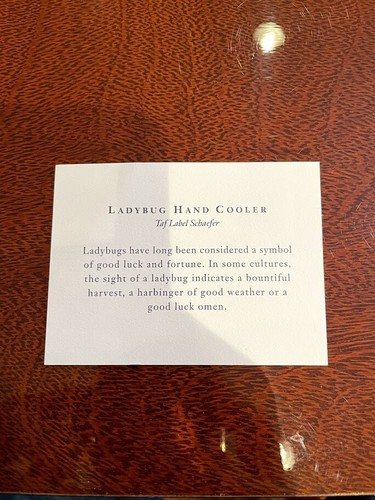 LADYBUG HAND COOLER
Taf Lebel Schaefer
Ladybugs have long been considered a symbol
of good luck and fortune. In some cultures,
the sight of a ladybug indicates a bountiful
harvest, a harbinger of good weather or a
good luck omen.